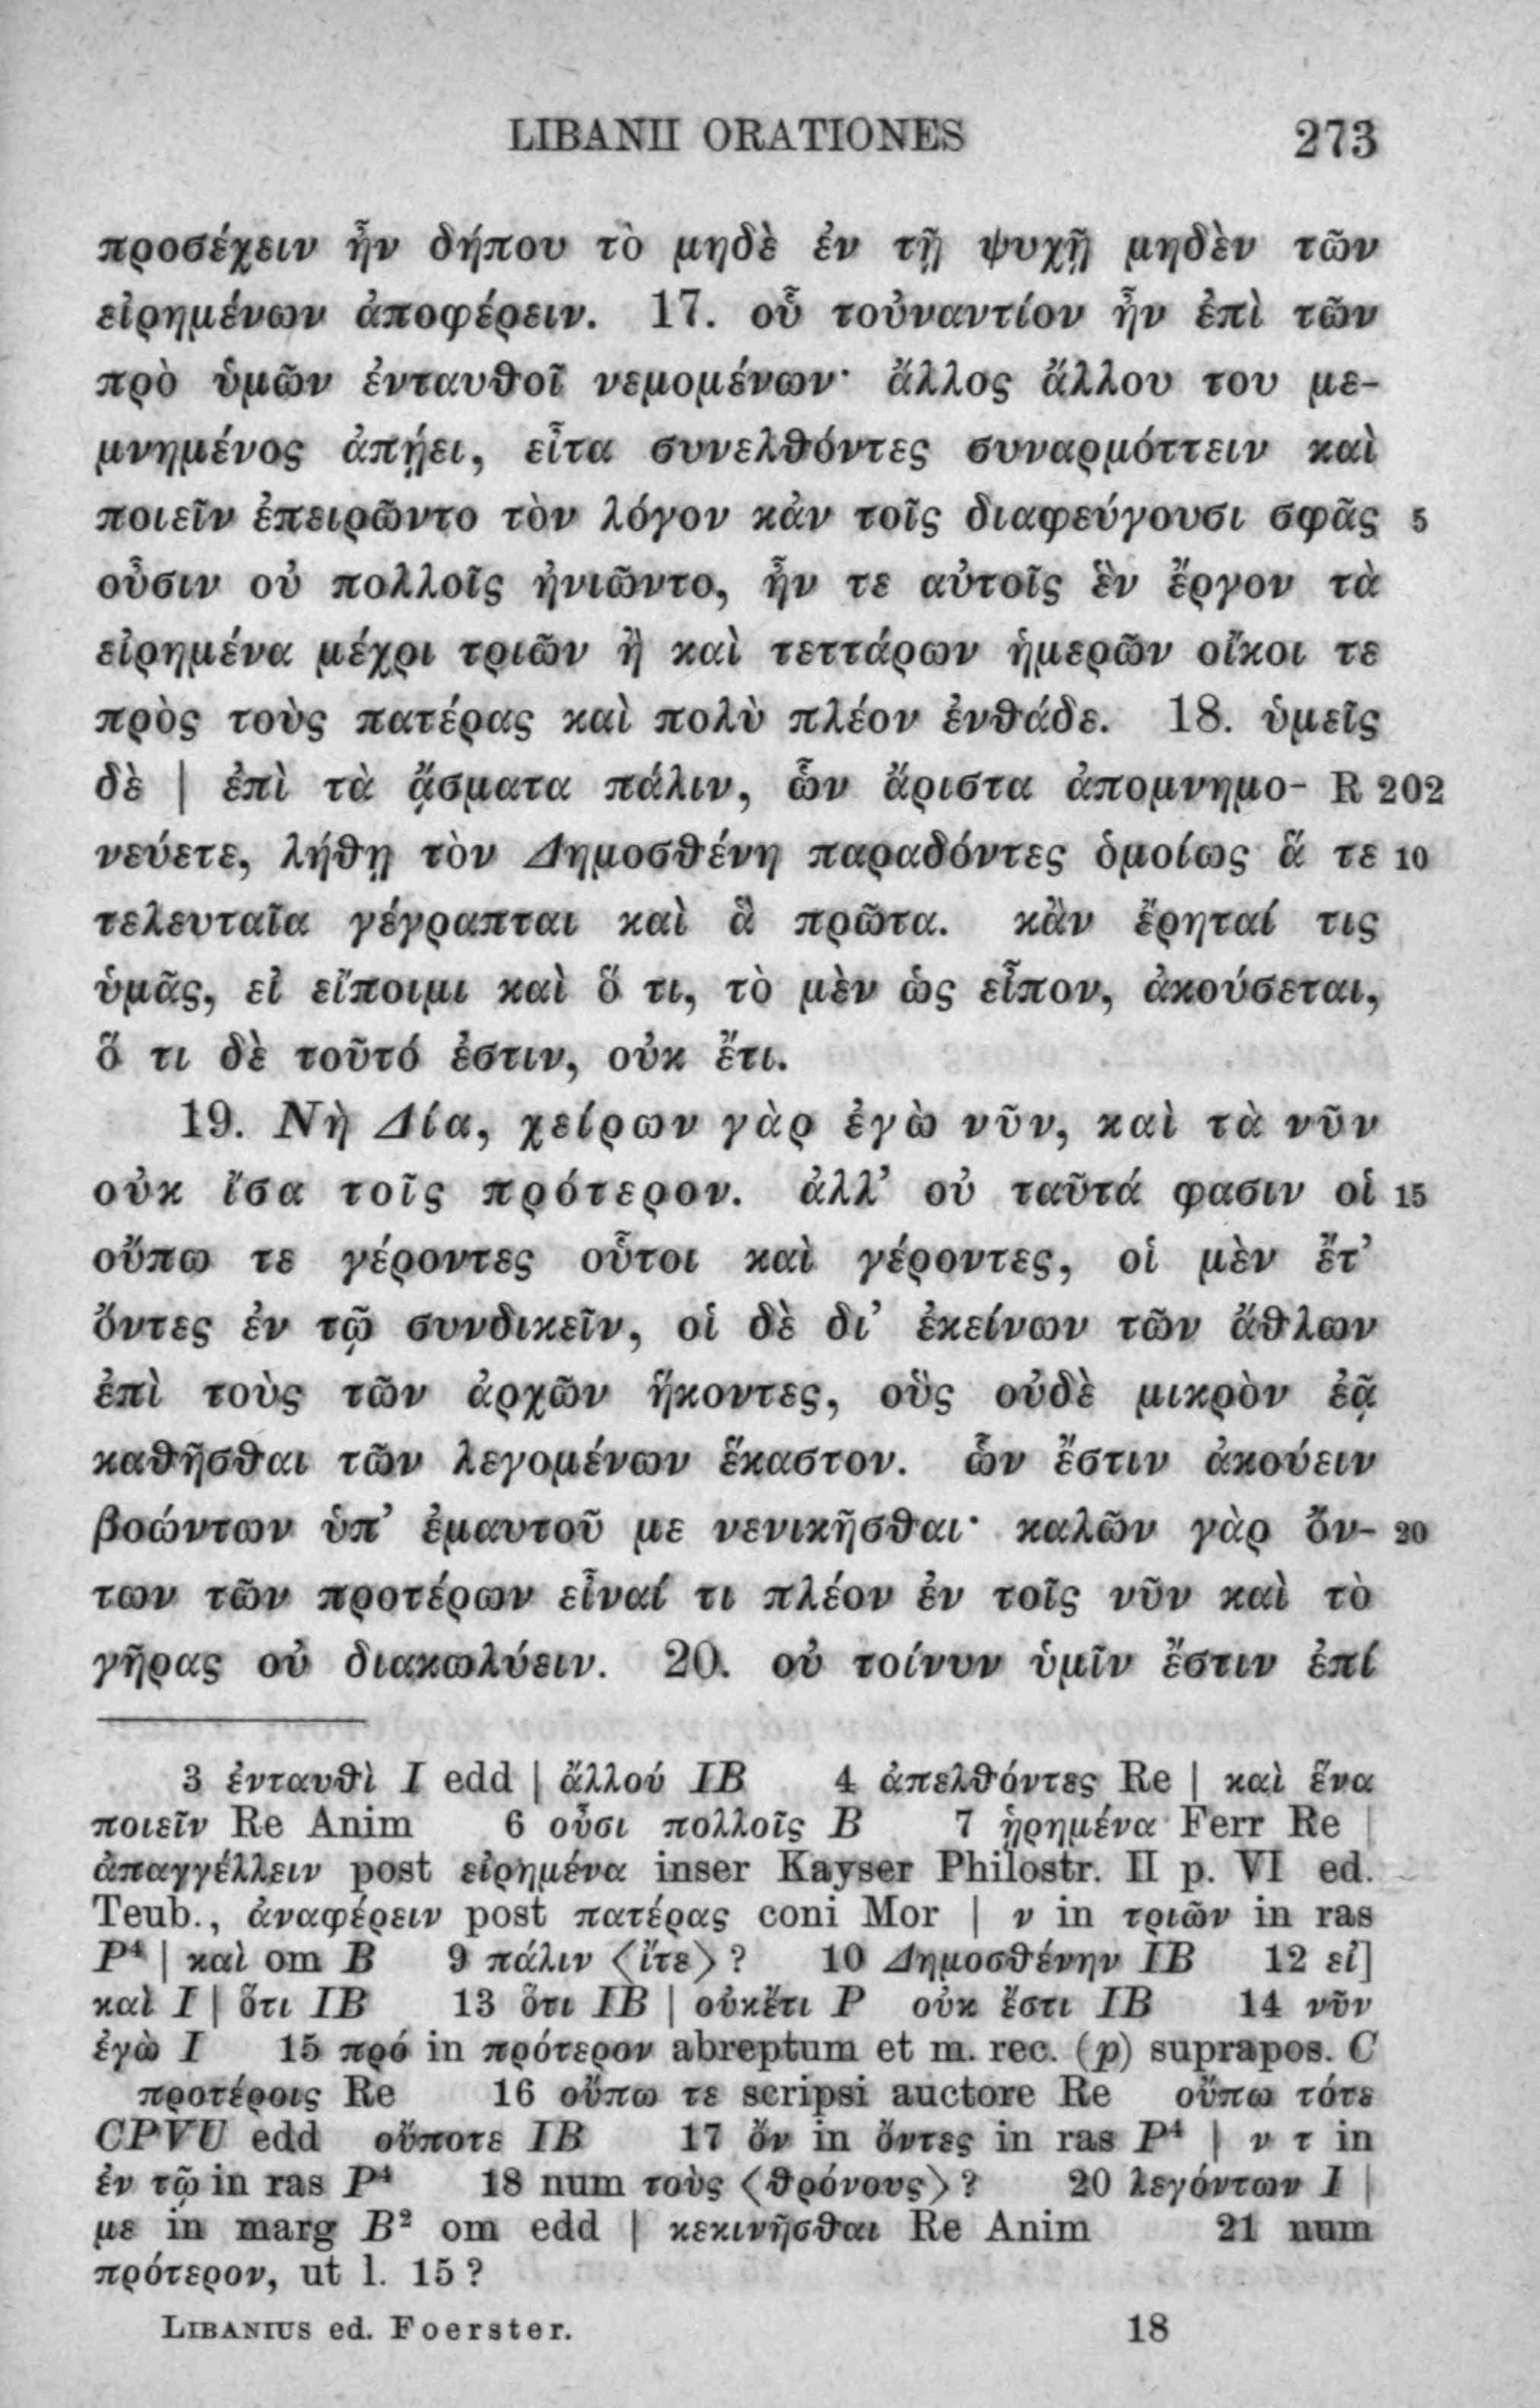 LIBANII ORATIONES 273
προσέχειν ἦν δήπου τὸ μηδὲ ἐν τῇ ψυχῇ μηδὲν τῶν
εἰρημένων ἀποφέρειν. 17. οὗ τοὐναντίον ἦν ἐπὶ τῶν
πρὸ ὑμῶν ἐνταυθοῖ νεμομένων· ἄλλος ἄλλου του με-
μνημένος ἀπῄει, εἶτα συνελθόντες συναρμόττειν καὶ
ποιεῖν ἐπειρῶντο τὸν λόγον κἀν τοῖς διαφεύγουσι σφᾶς 5
οὖσιν οὐ πολλοῖς ἠνιῶντο, ἦν τε αὐτοῖς ἓν ἔργον τὰ
εἰρημένα μέχρι τριῶν ἢ καὶ τεττάρων ἡμερῶν οἴκοι τε
πρὸς τοὺς πατέρας καὶ πολὺ πλέον ἐνθάδε. 18. ὑμεῖς
δὲ | ἐπὶ τὰ ᾄσματα πάλιν, ὧν ἄριστα ἀπομνημο- R 202
νεύετε, λήθῃ τὸν Δημοσθένη παραδόντες ὁμοίως ἅ τε 10
τελευταῖα γέγραπται καὶ ἃ πρῶτα. κἂν ἔρηταί τις
ὑμᾶς, εἰ εἴποιμι καὶ ὅ τι, τὸ μὲν ὡς εἶπον, ἀκούσεται,
ὅ τι δὲ τοῦτό ἐστιν, οὐκ ἔτι.
19. Νὴ Δία, χείρων γὰρ ἐγὼ νῦν, καὶ τὰ νῦν
οὐκ ἴσα τοῖς πρότερον. ἀλλ’ οὐ ταῦτά φασιν οἱ 15
οὔπω τε γέροντες οὗτοι καὶ γέροντες, οἱ μὲν ἔτ’
ὄντες ἐν τῷ συνδικεῖν, οἱ δὲ δι’ ἐκείνων τῶν ἄθλων
ἐπὶ τοὺς τῶν ἀρχῶν ἥκοντες, οὓς οὐδὲ μικρὸν ἐᾷ
καθῆσθαι τῶν λεγομένων ἕκαστον. ὧν ἔστιν ἀκούειν
βοώντων ὑπ’ ἐμαυτοῦ με νενικῆσθαι· καλῶν γὰρ ὄν- 20
των τῶν προτέρων εἶναί τι πλέον ἐν τοῖς νῦν καὶ τὸ
γῆρας οὐ διακωλύειν. 20. οὐ τοίνυν ὑμῖν ἔστιν ἐπί
3 ἐνταυθὶ I edd | ἄλλού IB 4 ἀπελθόντες Re | καὶ ἕνα
ποιεῖν Re Anim 6 οὖσι πολλοῖς B 7 ᾑρημένα Ferr Re |
ἀπαγγέλλειν post εἰρημένα inser Kayser Philostr. II p. VI ed.
Teub., ἀναφέρειν post πατέρας coni Mor | ν in τριῶν in ras
P⁴ | καὶ om B 9 πάλιν ⟨ἴτε⟩? 10 Δημοσθένην IB 12 εἰ]
καὶ I | ὅτι IB 13 ὅτι IB | οὐκἔτι P οὐκ ἔστι IB 14 νῦν
ἐγὼ I 15 πρό in πρότερον abreptum et m. rec. (p) suprapos. C
προτέροις Re 16 οὔπω τε scripsi auctore Re οὔπω τότε
CPVU edd οὔποτε IB 17 ὄν in ὄντες in ras P⁴ | ν τ in
ἐν τῷ in ras P⁴ 18 num τοὺς ⟨θρόνους⟩? 20 λεγόντων I |
με in marg B² om edd | κεκινῆσθαι Re Anim 21 num
πρότερον, ut l. 15?
LIBANIUS ed. Foerster. 18